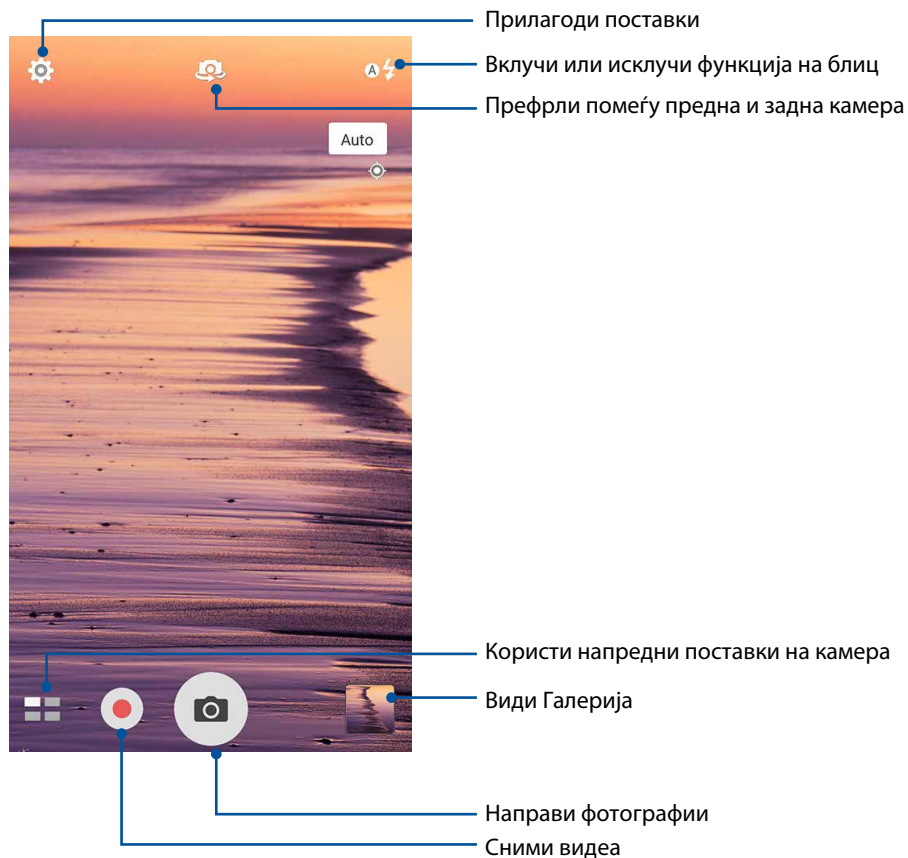 Прилагоди поставки
Вклучи или исклучи функција на блиц
Префрли помеѓу предна и задна камера
A
Auto
Користи напредни поставки на камера
Види Галерија
Направи фотографии
Сними видеа